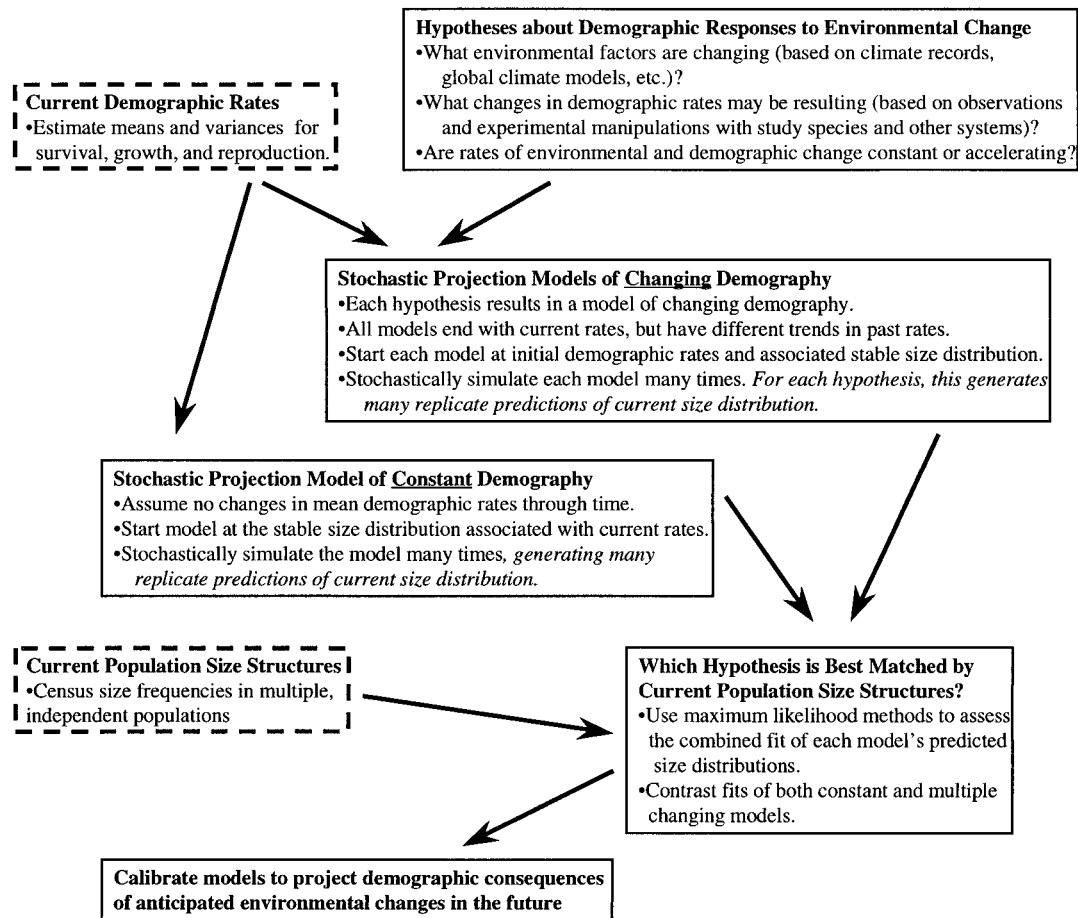 Hypotheses about Demographic Responses to Environmental Change
•What environmental factors are changing (based on climate records,
global climate models, etc.)?
•What changes in demographic rates may be resulting (based on observations
and experimental manipulations with study species and other systems)?
•Are rates of environmental and demographic change constant or accelerating?
Current Demographic Rates
•Estimate means and variances for
survival, growth, and reproduction.
Stochastic Projection Models of Changing Demography
•Each hypothesis results in a model of changing demography.
•All models end with current rates, but have different trends in past rates.
•Start each model at initial demographic rates and associated stable size distribution.
•Stochastically simulate each model many times. For each hypothesis, this generates
many replicate predictions of current size distribution.
Stochastic Projection Model of Constant Demography
•Assume no changes in mean demographic rates through time.
•Start model at the stable size distribution associated with current rates.
•Stochastically simulate the model many times, generating many
replicate predictions of current size distribution.
Current Population Size Structures
•Census size frequencies in multiple,
independent populations
Which Hypothesis is Best Matched by
Current Population Size Structures?
•Use maximum likelihood methods to assess
the combined fit of each model's predicted
size distributions.
•Contrast fits of both constant and multiple
changing models.
Calibrate models to project demographic consequences
of anticipated environmental changes in the future